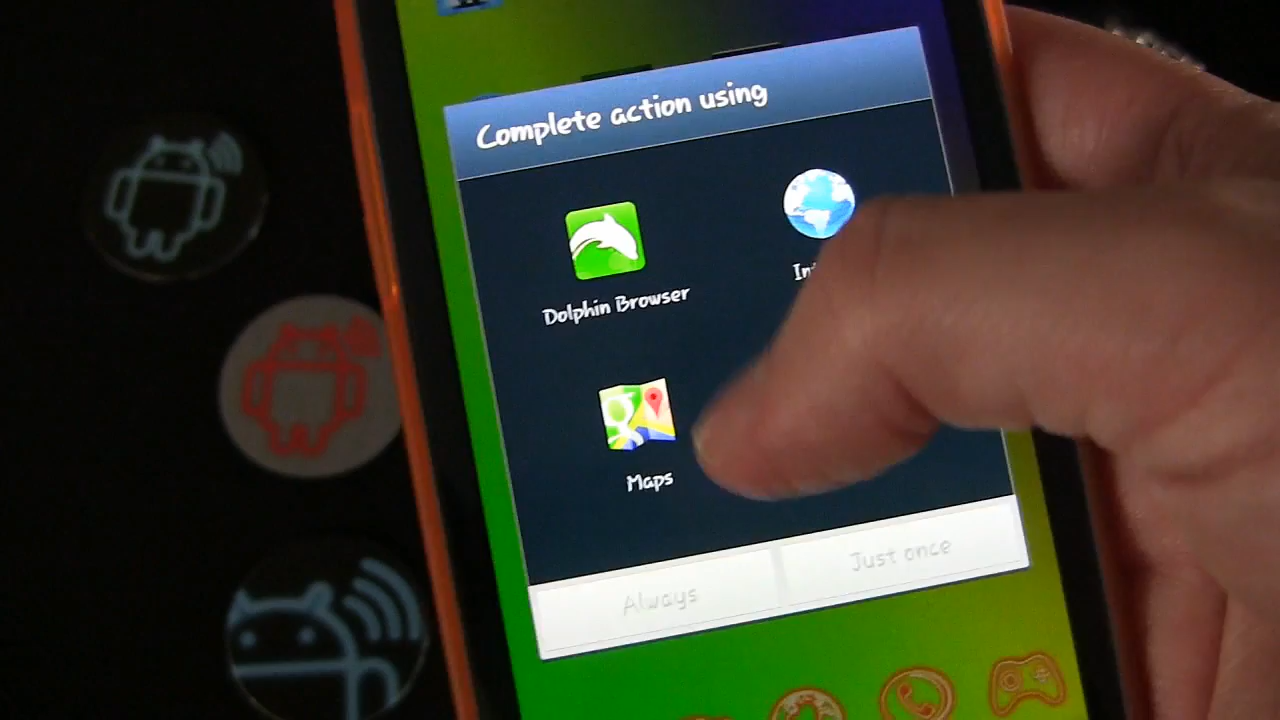 Complete action using
Dolphin Browser
Maps
Always
Just once